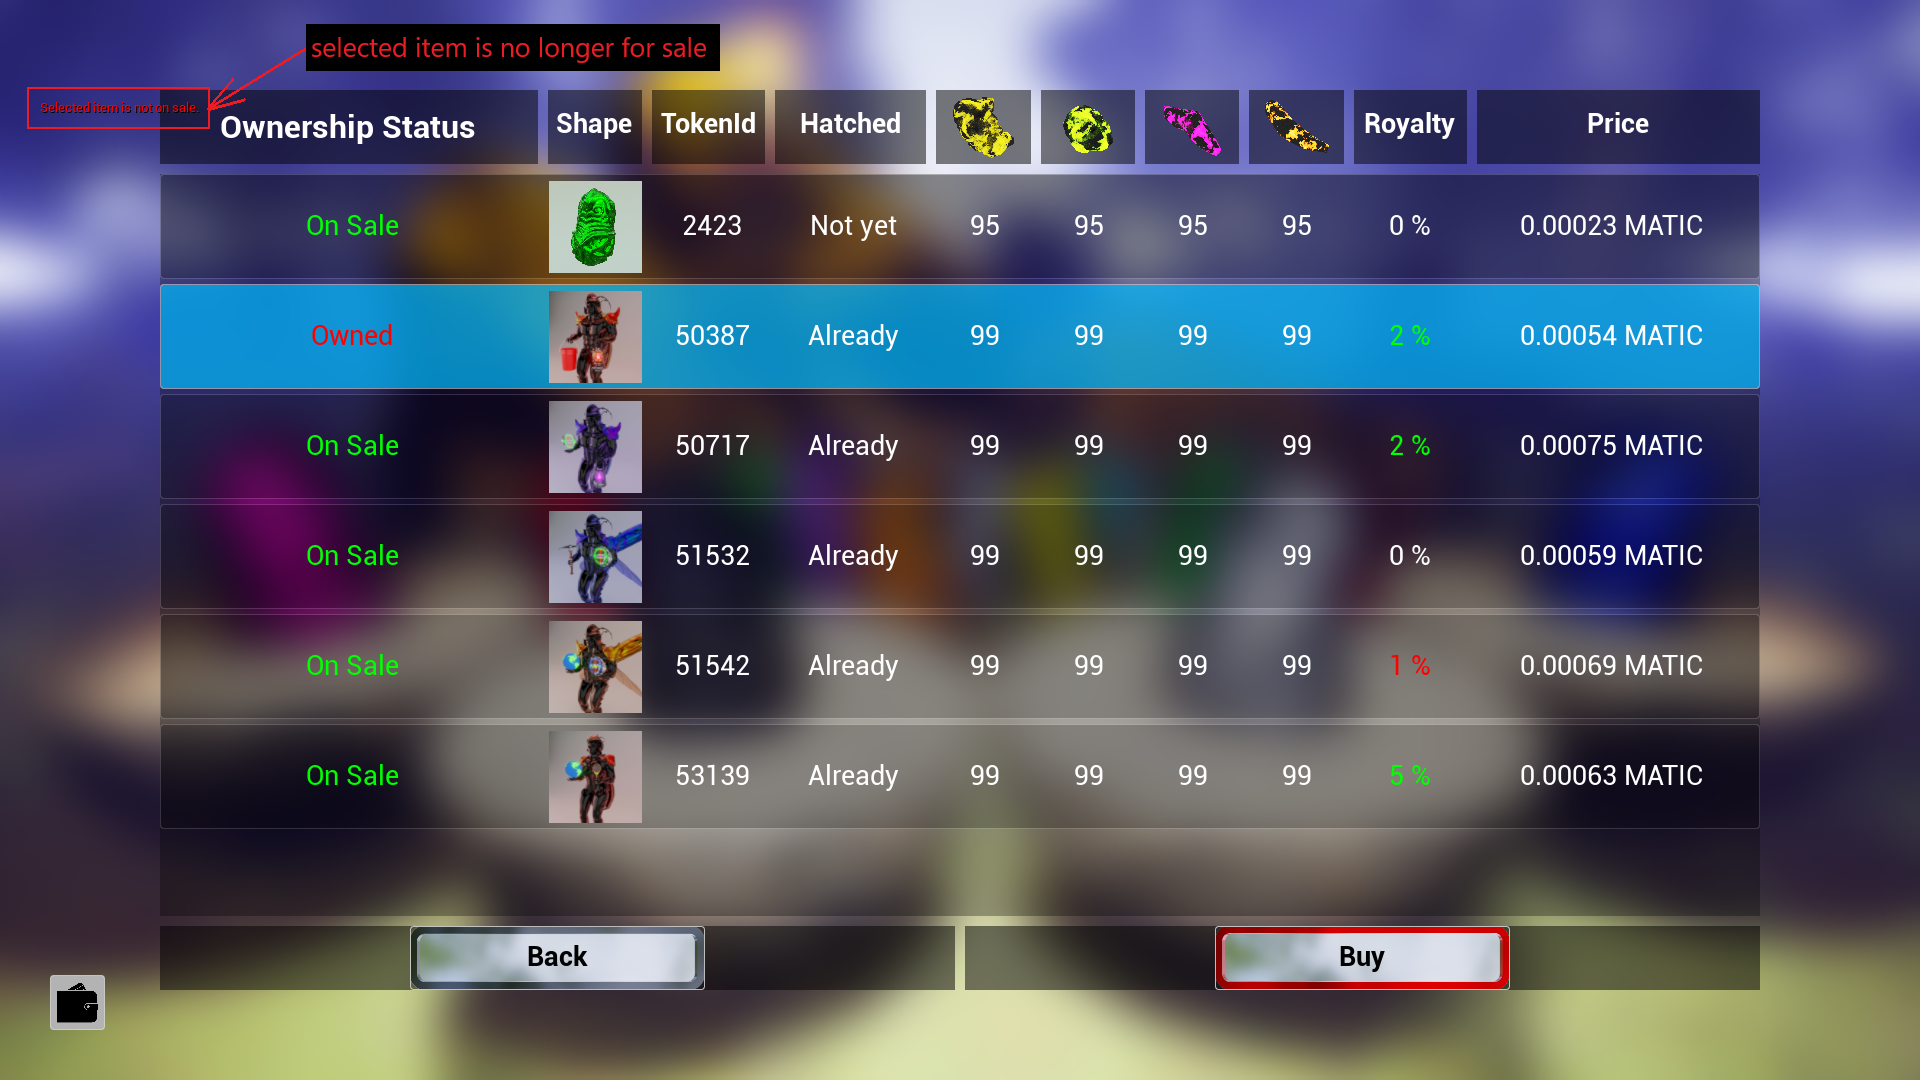 selected item is no longer for sale
Selected item is not on sale.
Ownership Status Shape TokenId Hatched Royalty Price
On Sale 2423 Not yet 95 95 95 95 0 % 0.00023 MATIC
Owned 50387 Already 99 99 99 99 2 % 0.00054 MATIC
On Sale 50717 Already 99 99 99 99 2 % 0.00075 MATIC
On Sale 51532 Already 99 99 99 99 0 % 0.00059 MATIC
On Sale 51542 Already 99 99 99 99 1 % 0.00069 MATIC
On Sale 53139 Already 99 99 99 99 5 % 0.00063 MATIC
Back Buy